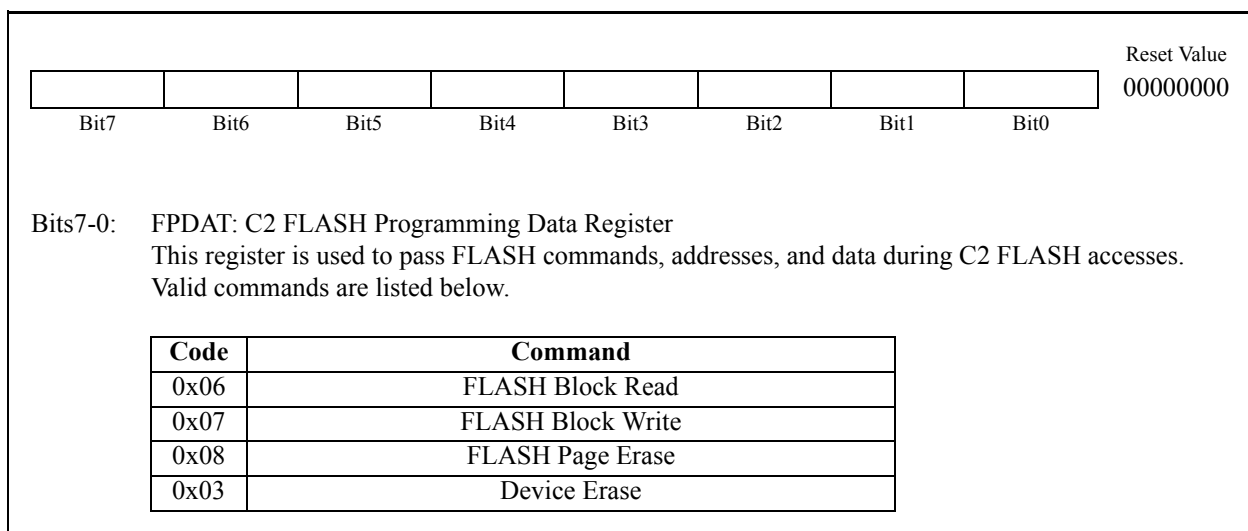 Reset Value
00000000
Bit7 Bit6 Bit5 Bit4 Bit3 Bit2 Bit1 Bit0
Bits7-0: FPDAT: C2 FLASH Programming Data Register
This register is used to pass FLASH commands, addresses, and data during C2 FLASH accesses.
Valid commands are listed below.
Code Command
0x06 FLASH Block Read
0x07 FLASH Block Write
0x08 FLASH Page Erase
0x03 Device Erase